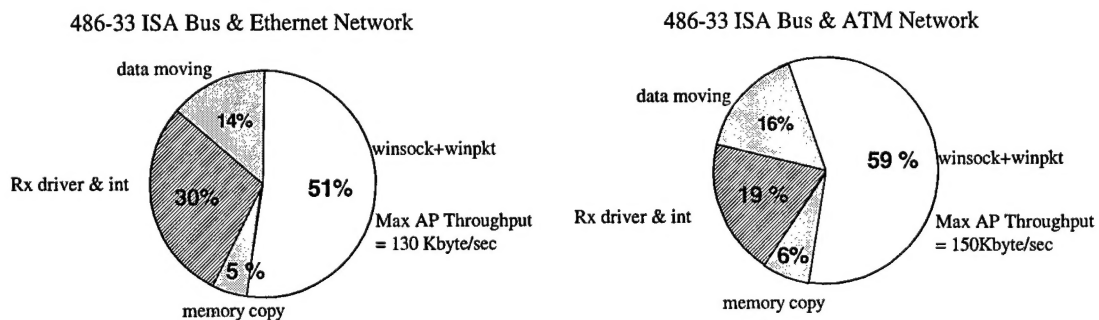 486-33 ISA Bus & Ethernet Network
data moving
14%
winsock+winpkt
51%
Rx driver & int
30%
Max AP Throughput
= 130 Kbyte/sec
5 %
memory copy
486-33 ISA Bus & ATM Network
data moving
16%
59 %
winsock+winpkt
19 %
Rx driver & int
Max AP Throughput
= 150Kbyte/sec
6%
memory copy